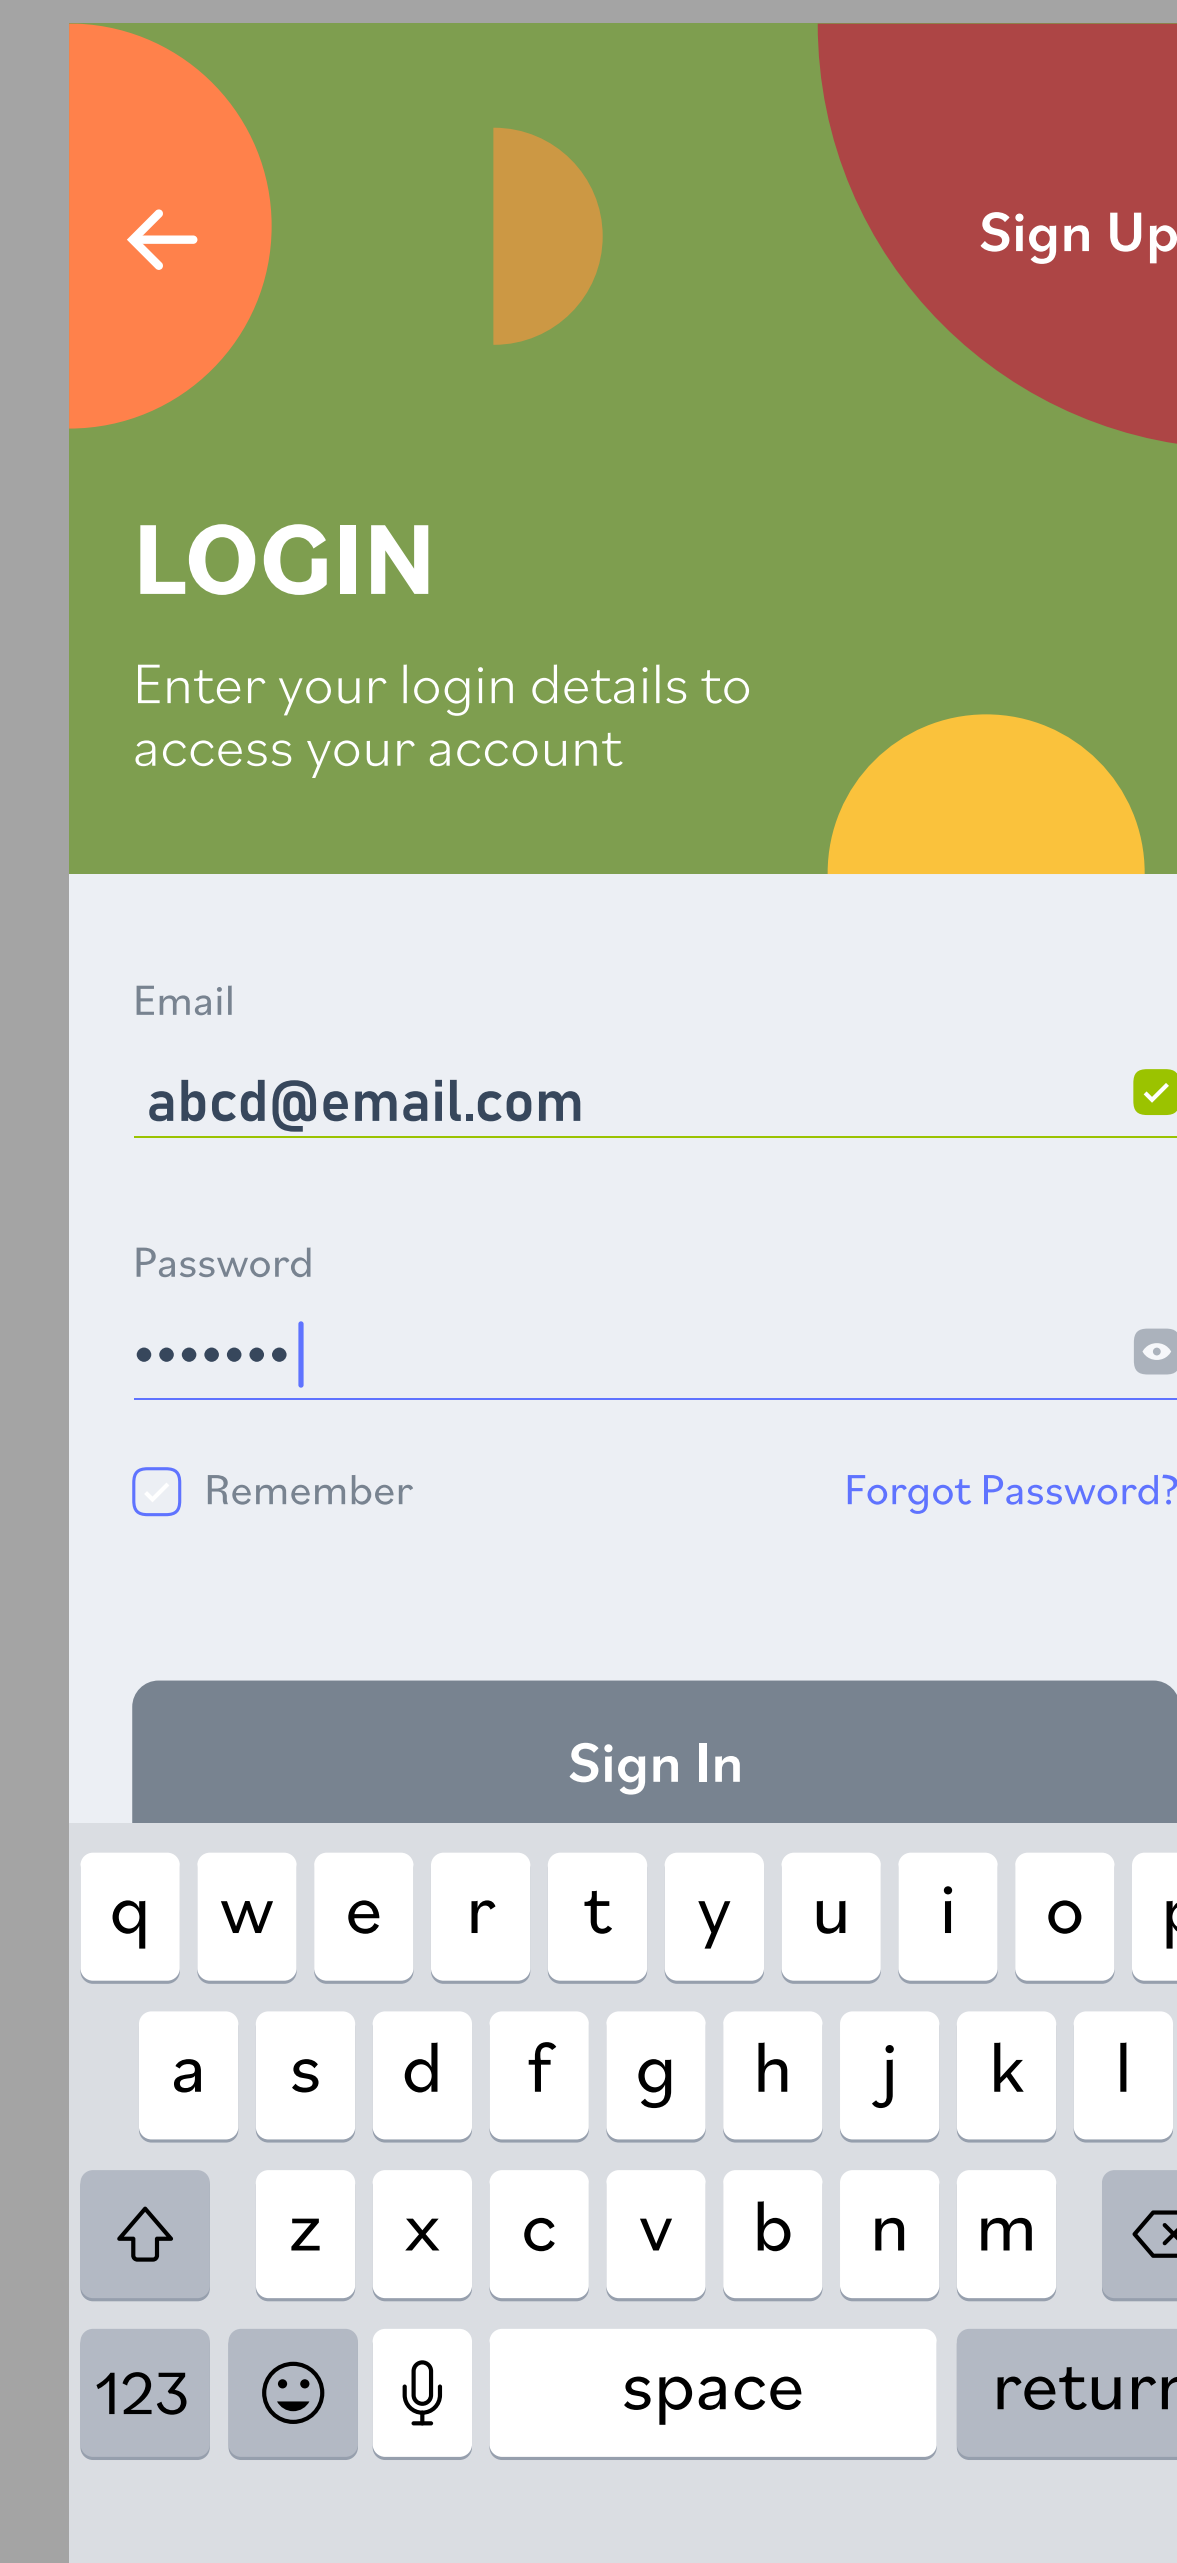 Sign Up
LOGIN
Enter your login details to
access your account
Email
abcd@email.com
Password
•••••••
Remember
Forgot Password?
Sign In
q w e r t y u i o p
a s d f g h j k l
z x c v b n m
123 space return